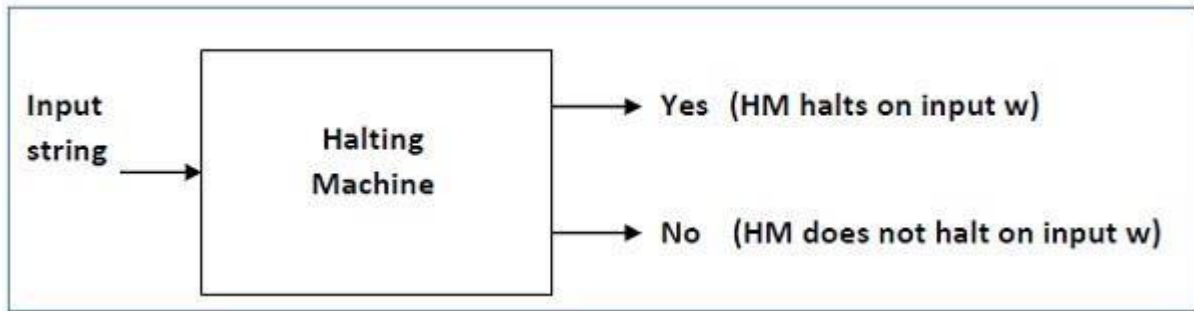 Input
string
Halting
Machine
Yes (HM halts on input w)
No (HM does not halt on input w)